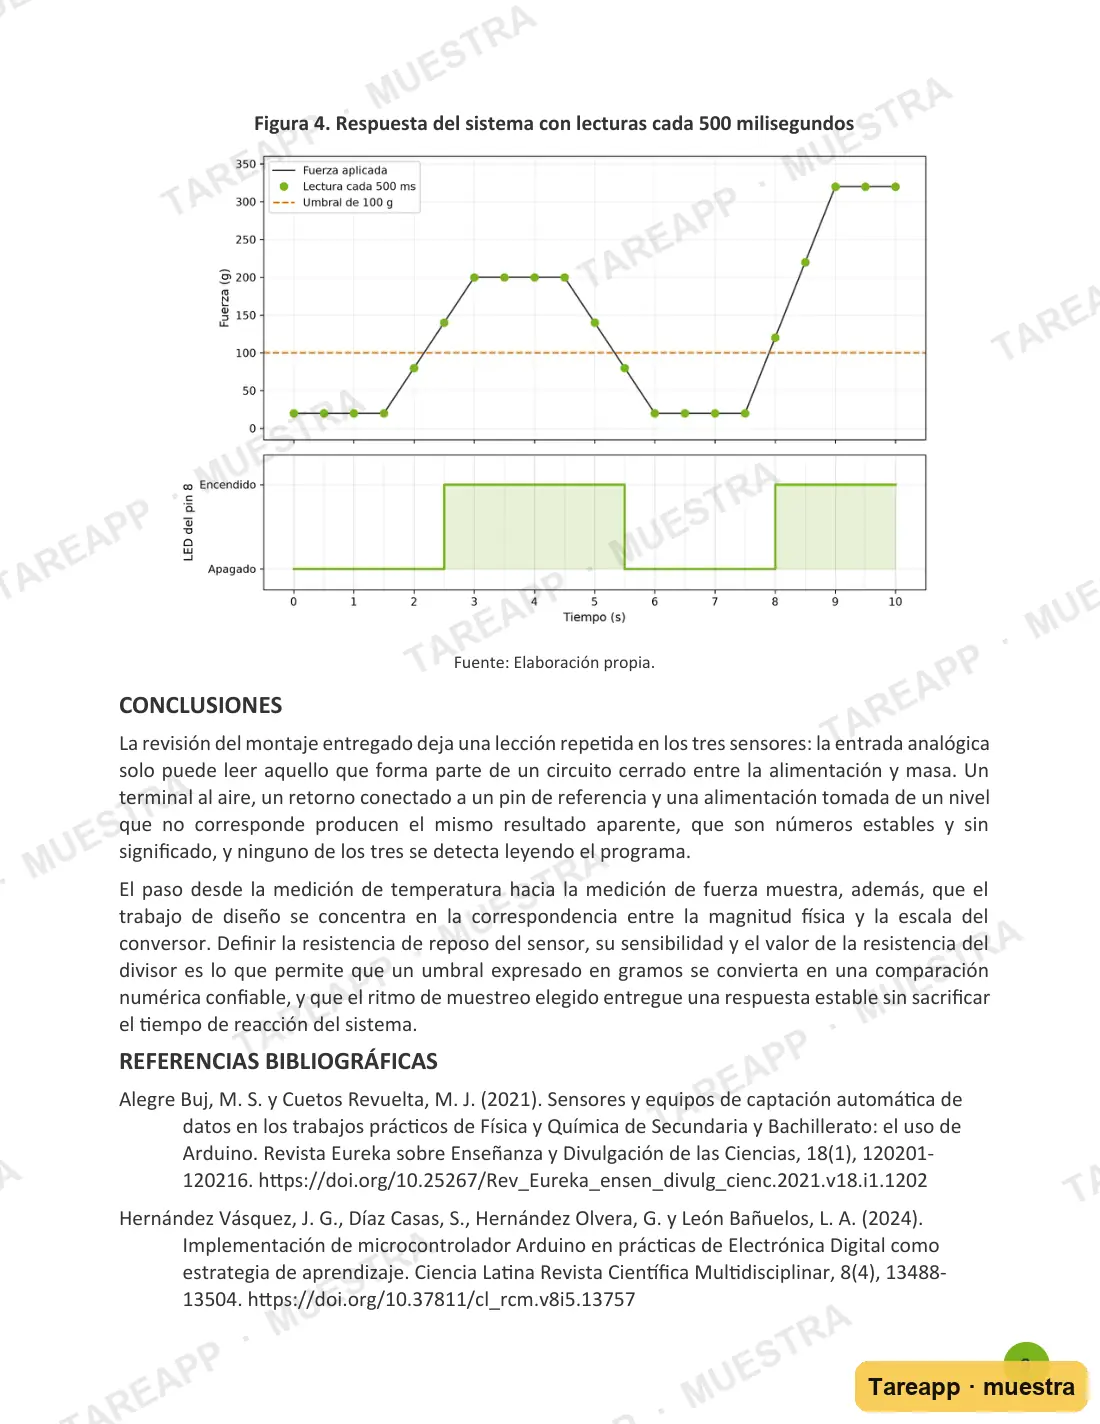 Figura 4. Respuesta del sistema con lecturas cada 500 milisegundos
Fuerza aplicada
Lectura cada 500 ms
Umbral de 100 g
Fuerza (g)
350
300
250
200
150
100
50
0
LED del pin 8
Encendido
Apagado
0 1 2 3 4 5 6 7 8 9 10
Tiempo (s)
Fuente: Elaboración propia.
CONCLUSIONES
La revisión del montaje entregado deja una lección repetida en los tres sensores: la entrada analógica
solo puede leer aquello que forma parte de un circuito cerrado entre la alimentación y masa. Un
terminal al aire, un retorno conectado a un pin de referencia y una alimentación tomada de un nivel
que no corresponde producen el mismo resultado aparente, que son números estables y sin
significado, y ninguno de los tres se detecta leyendo el programa.
El paso desde la medición de temperatura hacia la medición de fuerza muestra, además, que el
trabajo de diseño se concentra en la correspondencia entre la magnitud física y la escala del
conversor. Definir la resistencia de reposo del sensor, su sensibilidad y el valor de la resistencia del
divisor es lo que permite que un umbral expresado en gramos se convierta en una comparación
numérica confiable, y que el ritmo de muestreo elegido entregue una respuesta estable sin sacrificar
el tiempo de reacción del sistema.
REFERENCIAS BIBLIOGRÁFICAS
Alegre Buj, M. S. y Cuetos Revuelta, M. J. (2021). Sensores y equipos de captación automática de
datos en los trabajos prácticos de Física y Química de Secundaria y Bachillerato: el uso de
Arduino. Revista Eureka sobre Enseñanza y Divulgación de las Ciencias, 18(1), 120201-
120216. https://doi.org/10.25267/Rev_Eureka_ensen_divulg_cienc.2021.v18.i1.1202
Hernández Vásquez, J. G., Díaz Casas, S., Hernández Olvera, G. y León Bañuelos, L. A. (2024).
Implementación de microcontrolador Arduino en prácticas de Electrónica Digital como
estrategia de aprendizaje. Ciencia Latina Revista Científica Multidisciplinar, 8(4), 13488-
13504. https://doi.org/10.37811/cl_rcm.v8i5.13757
Tareapp · muestra
TAREAPP · MUESTRA